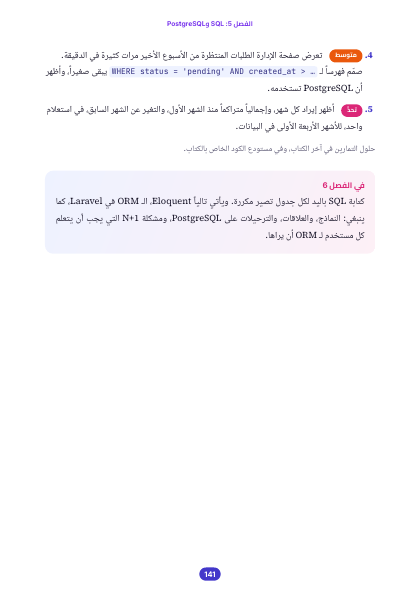 الفصل 5: SQL وPostgreSQL
4. متوسط تعرض صفحة الإدارة الطلبات المنتظرة من الأسبوع الأخير مرات كثيرة في الدقيقة.
صمّم فهرساً لـ WHERE status = 'pending' AND created_at > … يبقى صغيراً، وأظهر
أن PostgreSQL تستخدمه.
5. تحدّ أظهر إيراد كل شهر، وإجمالياً متراكماً منذ الشهر الأول، والتغير عن الشهر السابق، في استعلام
واحد، للأشهر الأربعة الأولى في البيانات.
حلول التمارين في آخر الكتاب، وفي مستودع الكود الخاص بالكتاب.
في الفصل 6
كتابة SQL باليد لكل جدول تصير مكررة. ويأتي تالياً Eloquent، الـ ORM في Laravel، كما
ينبغي: النماذج، والعلاقات، والترحيلات على PostgreSQL، ومشكلة N+1 التي يجب أن يتعلم
كل مستخدم لـ ORM أن يراها.
141